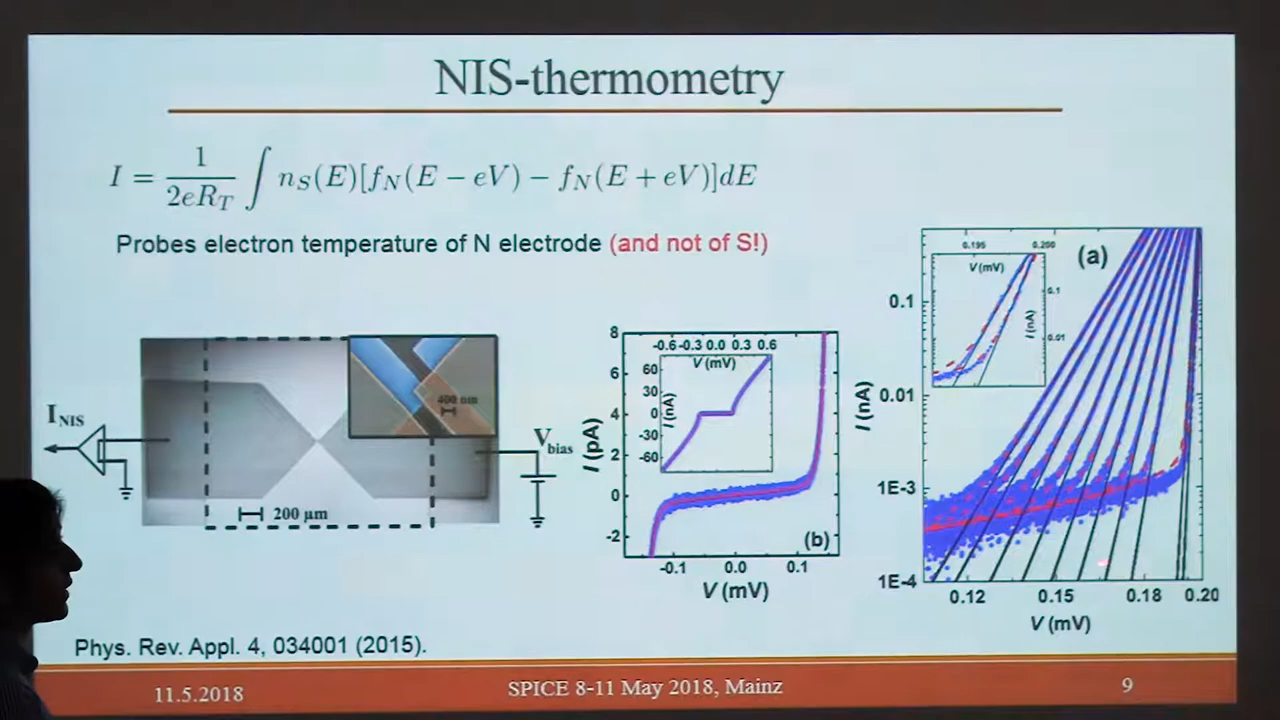 NIS-thermometry
I = 1/2eR_T ∫ n_S(E)[f_N(E − eV) − f_N(E + eV)]dE
Probes electron temperature of N electrode (and not of S!)
I_NIS
400 nm
V_bias
200 µm
8
6
4
2
0
-2
I (pA)
-0.6 -0.3 0.0 0.3 0.6
V (mV)
60
30
0
-30
-60
I (nA)
(b)
-0.1 0.0 0.1
V (mV)
(a)
0.195 0.200
V (mV)
0.1
0.01
I (nA)
0.1
0.01
1E-3
1E-4
I (nA)
0.12 0.15 0.18 0.20
V (mV)
Phys. Rev. Appl. 4, 034001 (2015).
11.5.2018
SPICE 8-11 May 2018, Mainz
9